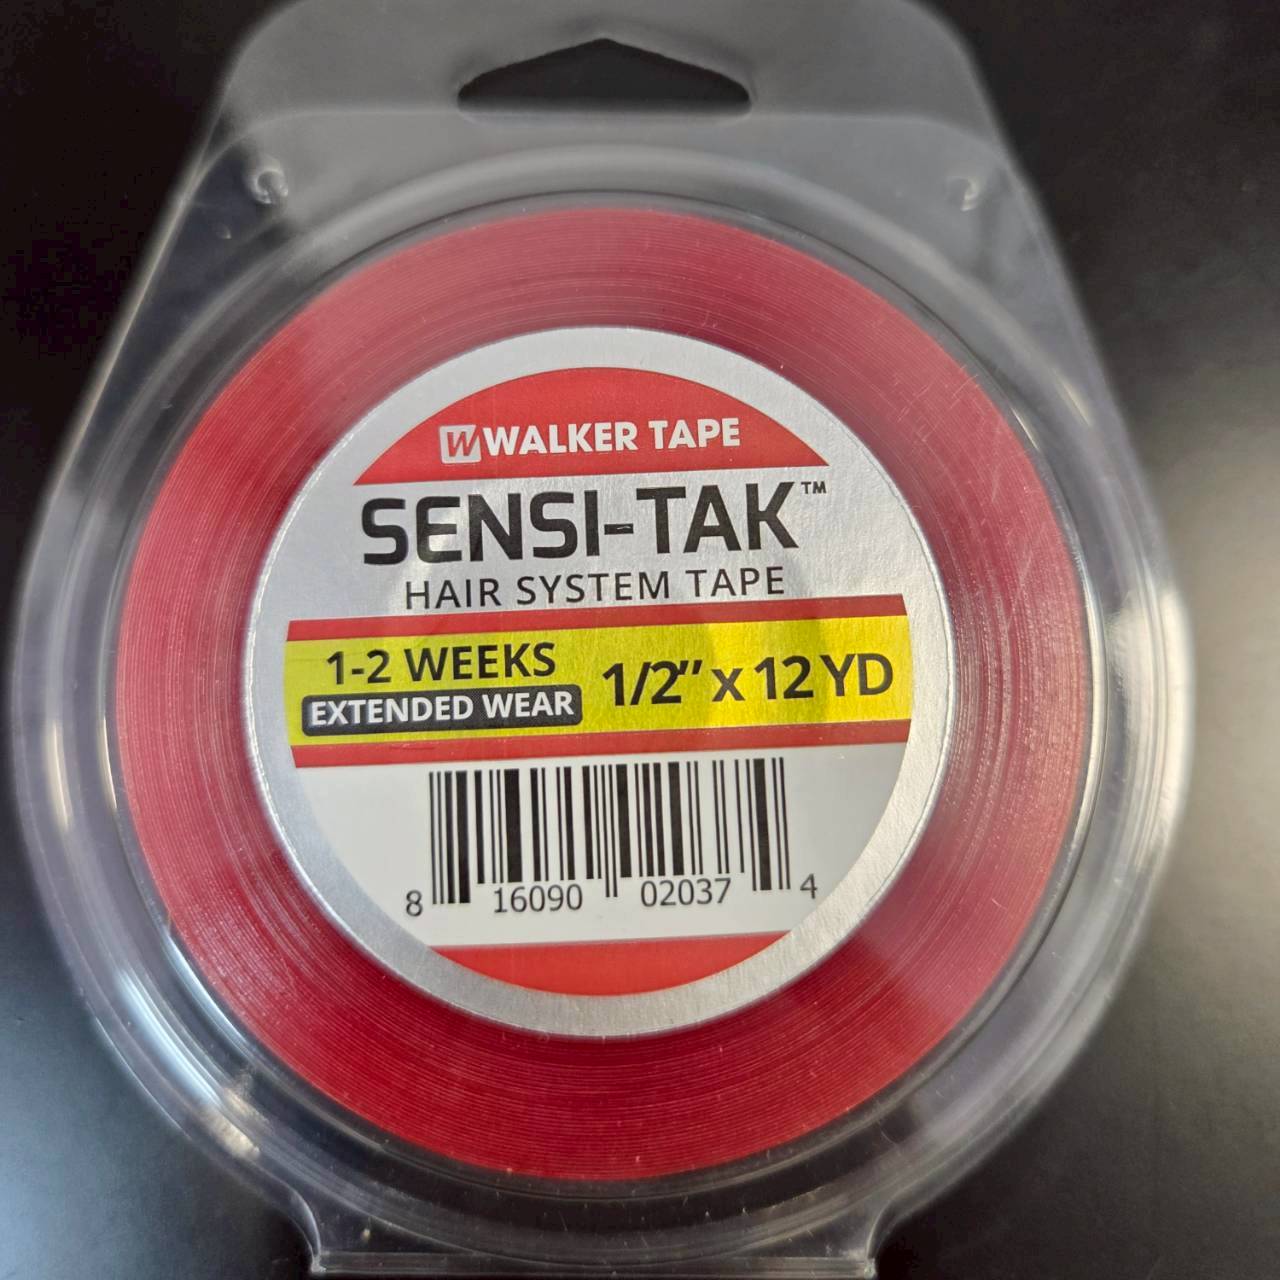 W WALKER TAPE
SENSI-TAK™
HAIR SYSTEM TAPE
1-2 WEEKS
EXTENDED WEAR
1/2" x 12 YD
8 16090 02037 4